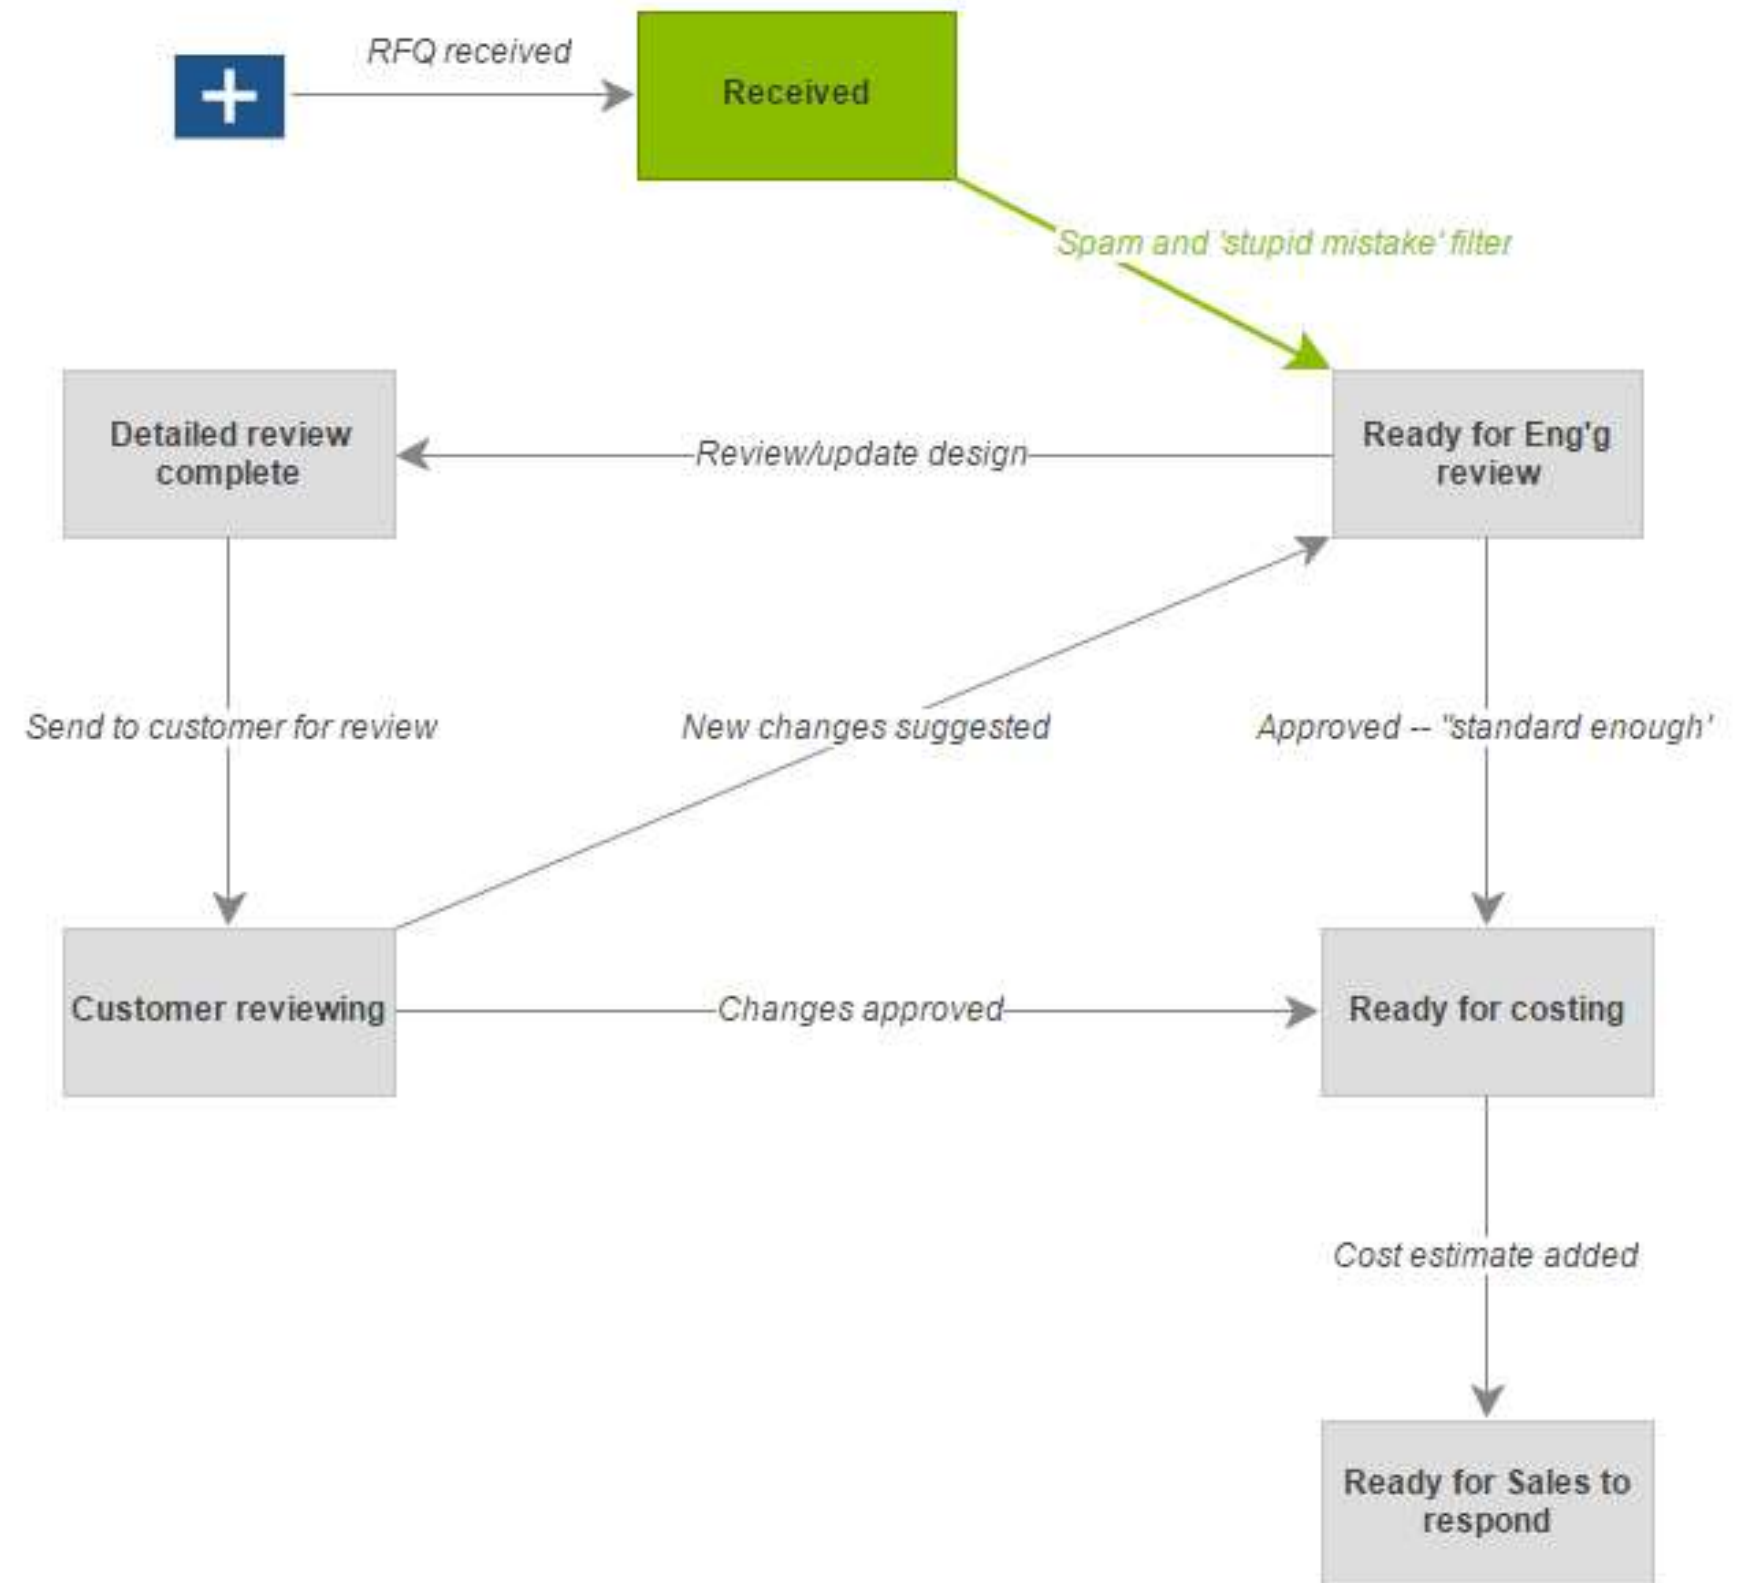 RFQ received
Received
Spam and 'stupid mistake' filter
Detailed review
complete
Review/update design
Ready for Eng'g
review
Send to customer for review
New changes suggested
Approved -- "standard enough'
Customer reviewing
Changes approved
Ready for costing
Cost estimate added
Ready for Sales to
respond